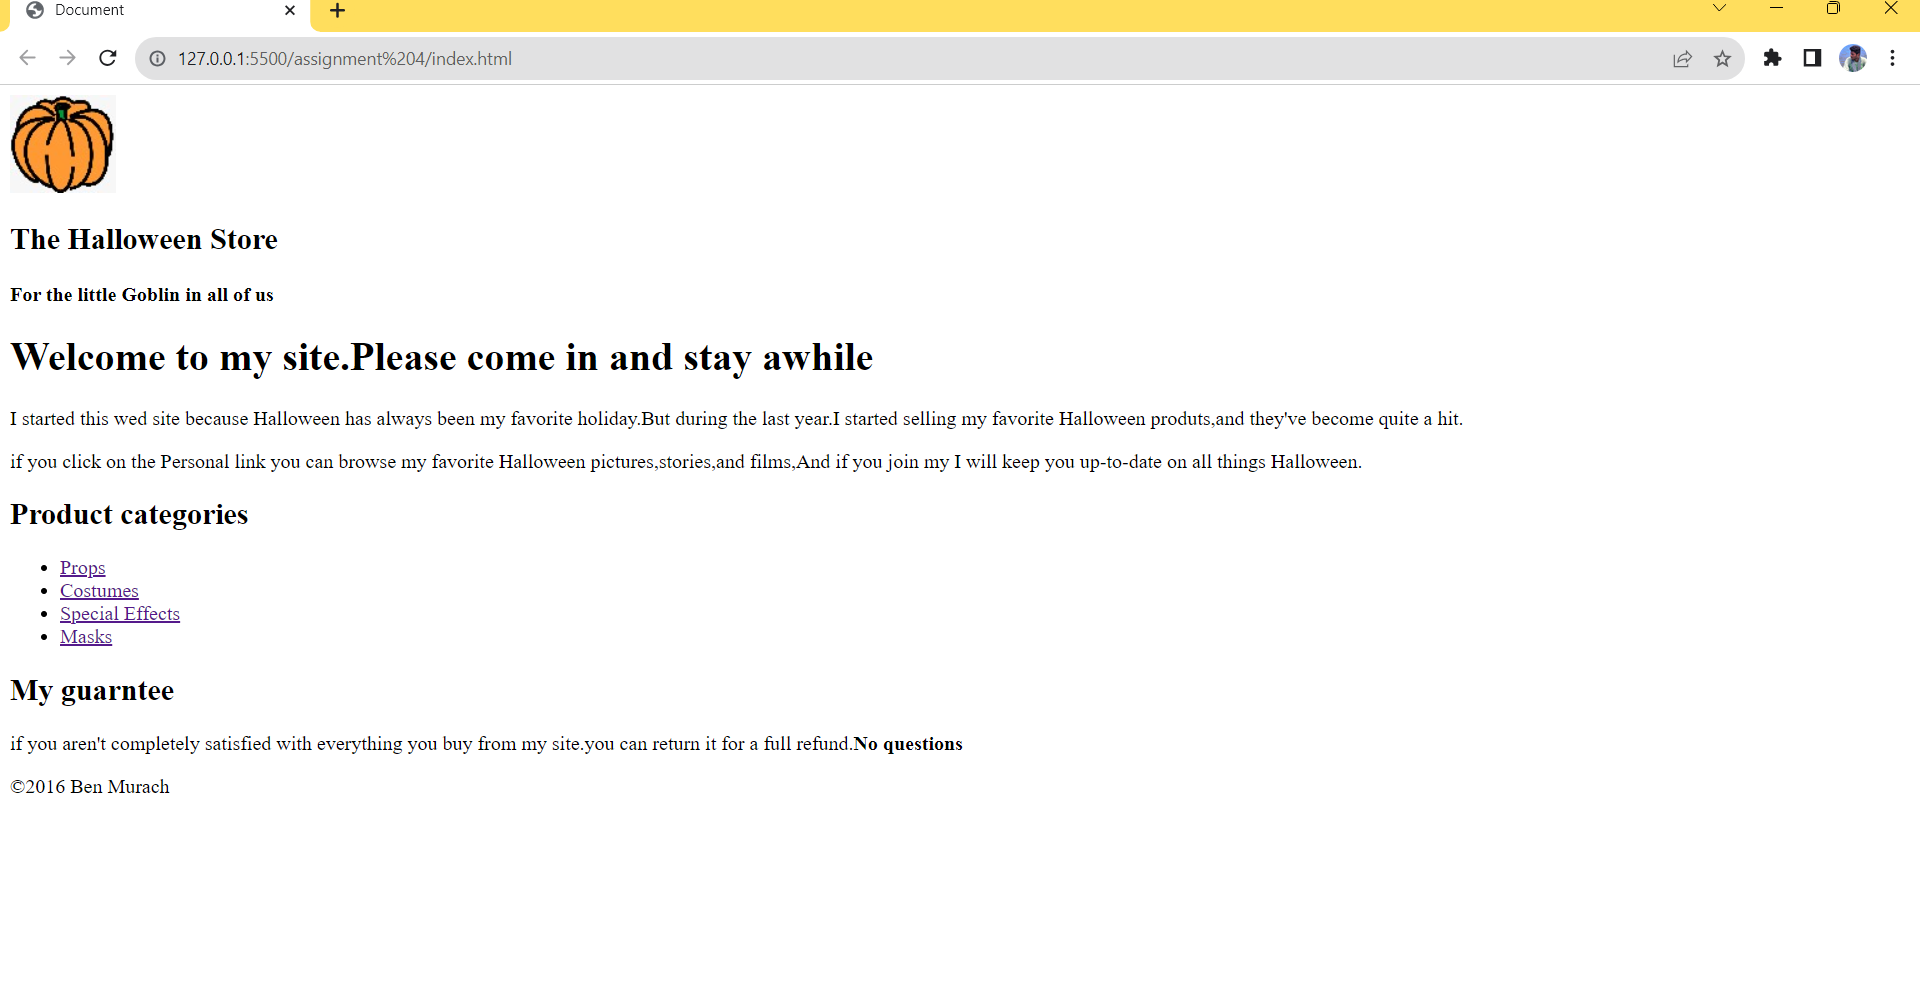 Document
127.0.0.1:5500/assignment%204/index.html
The Halloween Store
For the little Goblin in all of us
Welcome to my site.Please come in and stay awhile
I started this wed site because Halloween has always been my favorite holiday.But during the last year.I started selling my favorite Halloween produts,and they've become quite a hit.
if you click on the Personal link you can browse my favorite Halloween pictures,stories,and films,And if you join my I will keep you up-to-date on all things Halloween.
Product categories
Props
Costumes
Special Effects
Masks
My guarntee
if you aren't completely satisfied with everything you buy from my site.you can return it for a full refund.No questions
©2016 Ben Murach